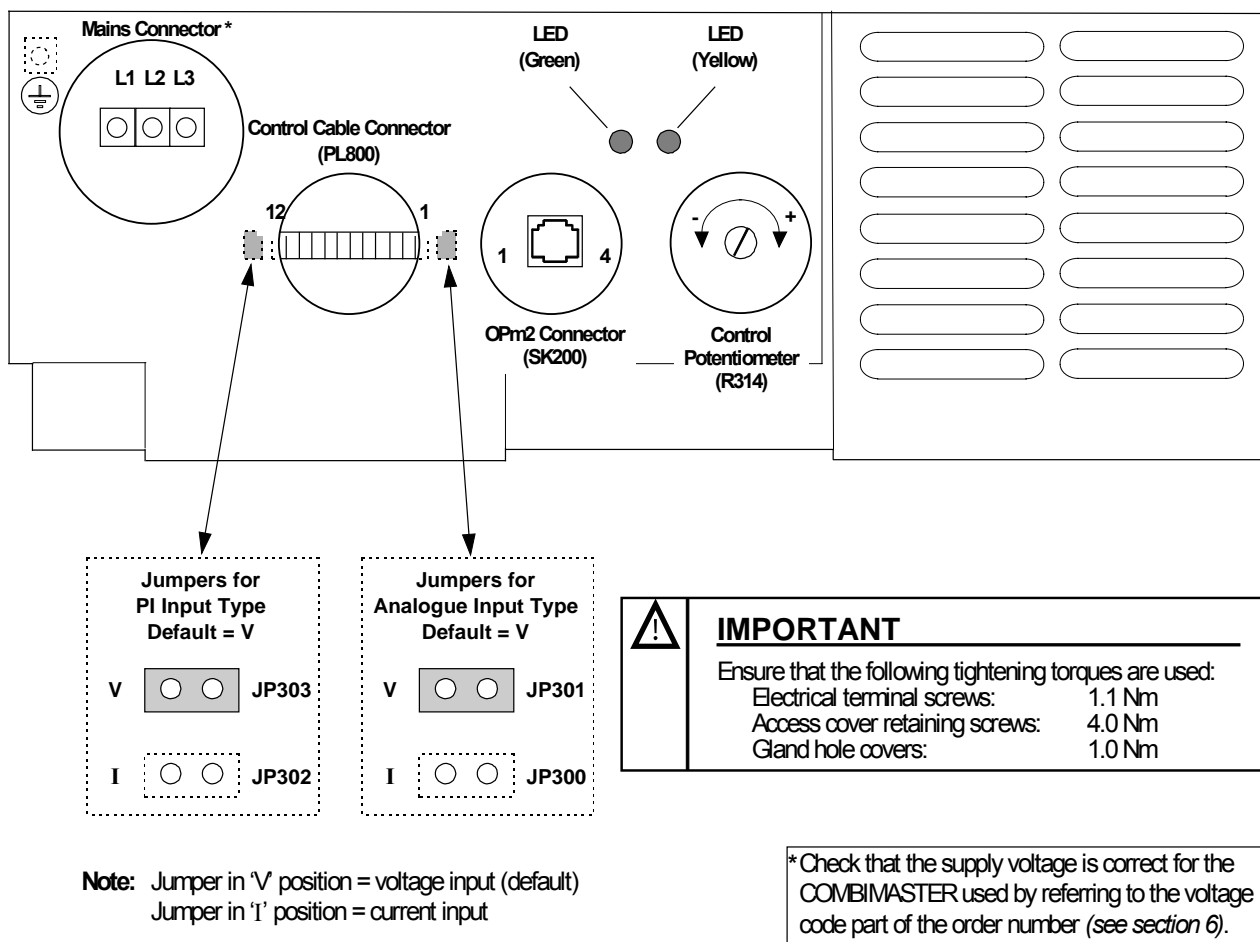 Mains Connector *
L1 L2 L3
LED
(Green)
LED
(Yellow)
Control Cable Connector
(PL800)
12
1
1
4
- +
OPm2 Connector
(SK200)
Control
Potentiometer
(R314)
Jumpers for
PI Input Type
Default = V
V JP303
I JP302
Jumpers for
Analogue Input Type
Default = V
V JP301
I JP300
!
IMPORTANT
Ensure that the following tightening torques are used:
Electrical terminal screws: 1.1 Nm
Access cover retaining screws: 4.0 Nm
Gland hole covers: 1.0 Nm
Note: Jumper in ‘V’ position = voltage input (default)
Jumper in ‘I’ position = current input
* Check that the supply voltage is correct for the
COMBIMASTER used by referring to the voltage
code part of the order number (see section 6).